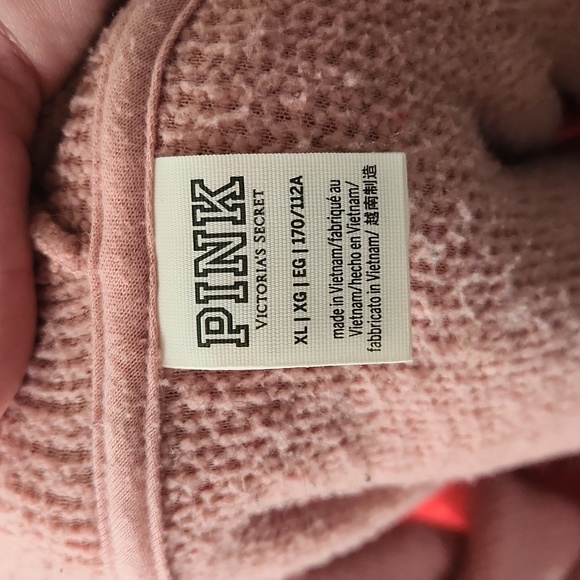 PINK
VICTORIA'S SECRET
XL | XG | EG | 170/112A
made in Vietnam/fabriqué au
Vietnam/hecho en Vietnam/
fabbricato in Vietnam/ 越南制造